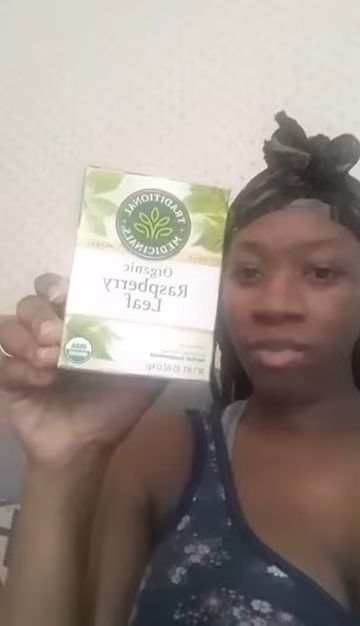 TRADITIONAL
MEDICINALS
Organic
Raspberry
Leaf
USDA
ORGANIC
Herbal Supplement